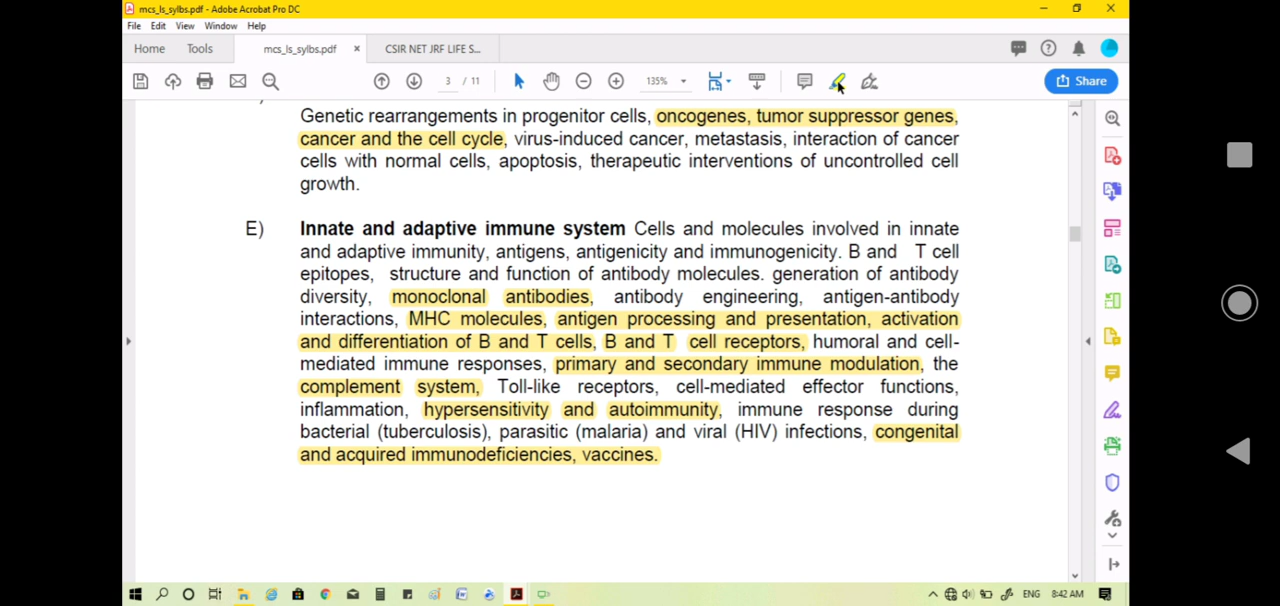 mcs_ls_sylbs.pdf - Adobe Acrobat Pro DC
File Edit View Window Help
Home Tools mcs_ls_sylbs.pdf × CSIR NET JRF LIFE S...
3 / 11 135% Share
Genetic rearrangements in progenitor cells, oncogenes, tumor suppressor genes,
cancer and the cell cycle, virus-induced cancer, metastasis, interaction of cancer
cells with normal cells, apoptosis, therapeutic interventions of uncontrolled cell
growth.
E) Innate and adaptive immune system Cells and molecules involved in innate
and adaptive immunity, antigens, antigenicity and immunogenicity. B and T cell
epitopes, structure and function of antibody molecules. generation of antibody
diversity, monoclonal antibodies, antibody engineering, antigen-antibody
interactions, MHC molecules, antigen processing and presentation, activation
and differentiation of B and T cells, B and T cell receptors, humoral and cell-
mediated immune responses, primary and secondary immune modulation, the
complement system, Toll-like receptors, cell-mediated effector functions,
inflammation, hypersensitivity and autoimmunity, immune response during
bacterial (tuberculosis), parasitic (malaria) and viral (HIV) infections, congenital
and acquired immunodeficiencies, vaccines.
ENG 8:42 AM